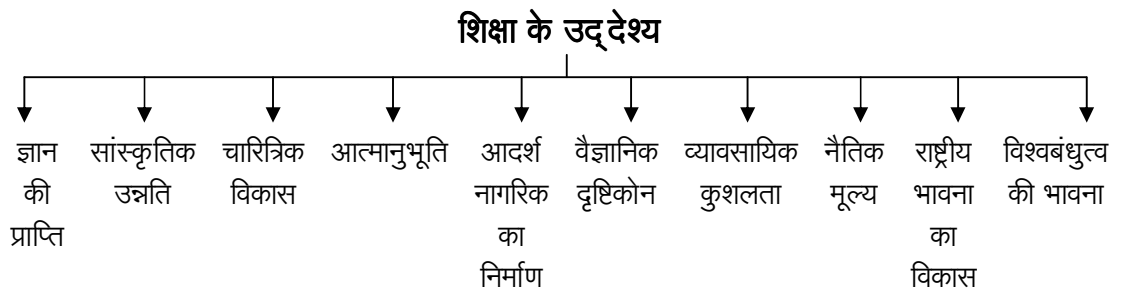 शिक्षा के उद्देश्य
ज्ञान
की
प्राप्ति
सांस्कृतिक
उन्नति
चारित्रिक
विकास
आत्मानुभूति
आदर्श
नागरिक
का
निर्माण
वैज्ञानिक
दृष्टिकोन
व्यावसायिक
कुशलता
नैतिक
मूल्य
राष्ट्रीय
भावना
का
विकास
विश्वबंधुत्व
की भावना